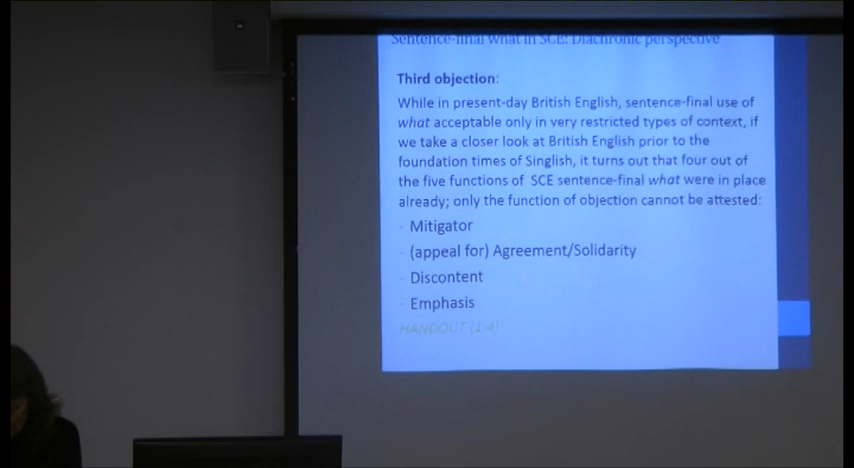 Sentence-final what in SCE: Diachronic perspective
Third objection:
While in present-day British English, sentence-final use of
what acceptable only in very restricted types of context, if
we take a closer look at British English prior to the
foundation times of Singlish, it turns out that four out of
the five functions of SCE sentence-final what were in place
already; only the function of objection cannot be attested:
- Mitigator
- (appeal for) Agreement/Solidarity
- Discontent
- Emphasis
HANDOUT (1-4)